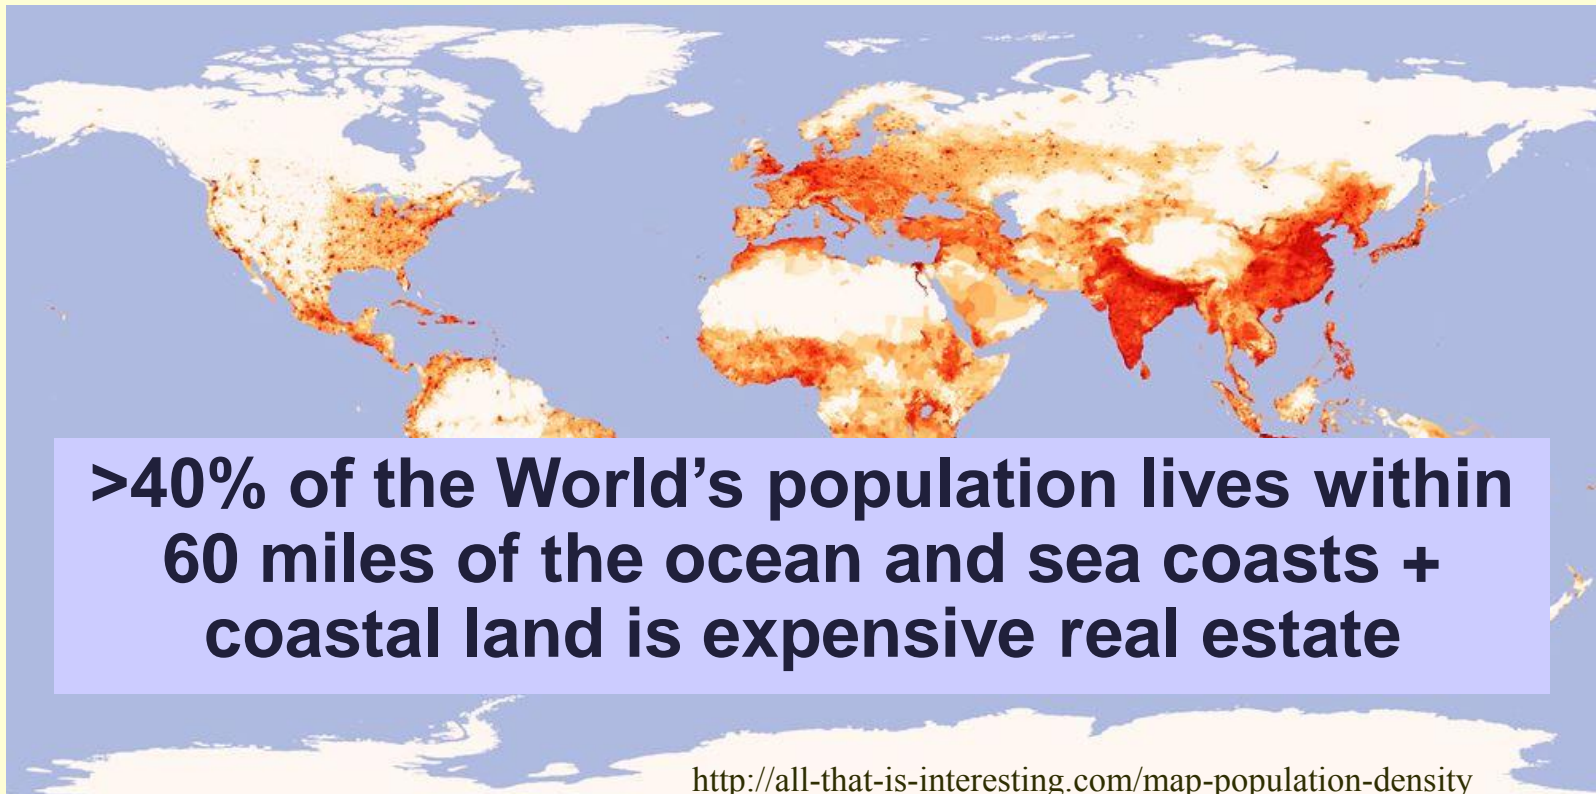 >40% of the World’s population lives within
60 miles of the ocean and sea coasts +
coastal land is expensive real estate
http://all-that-is-interesting.com/map-population-density